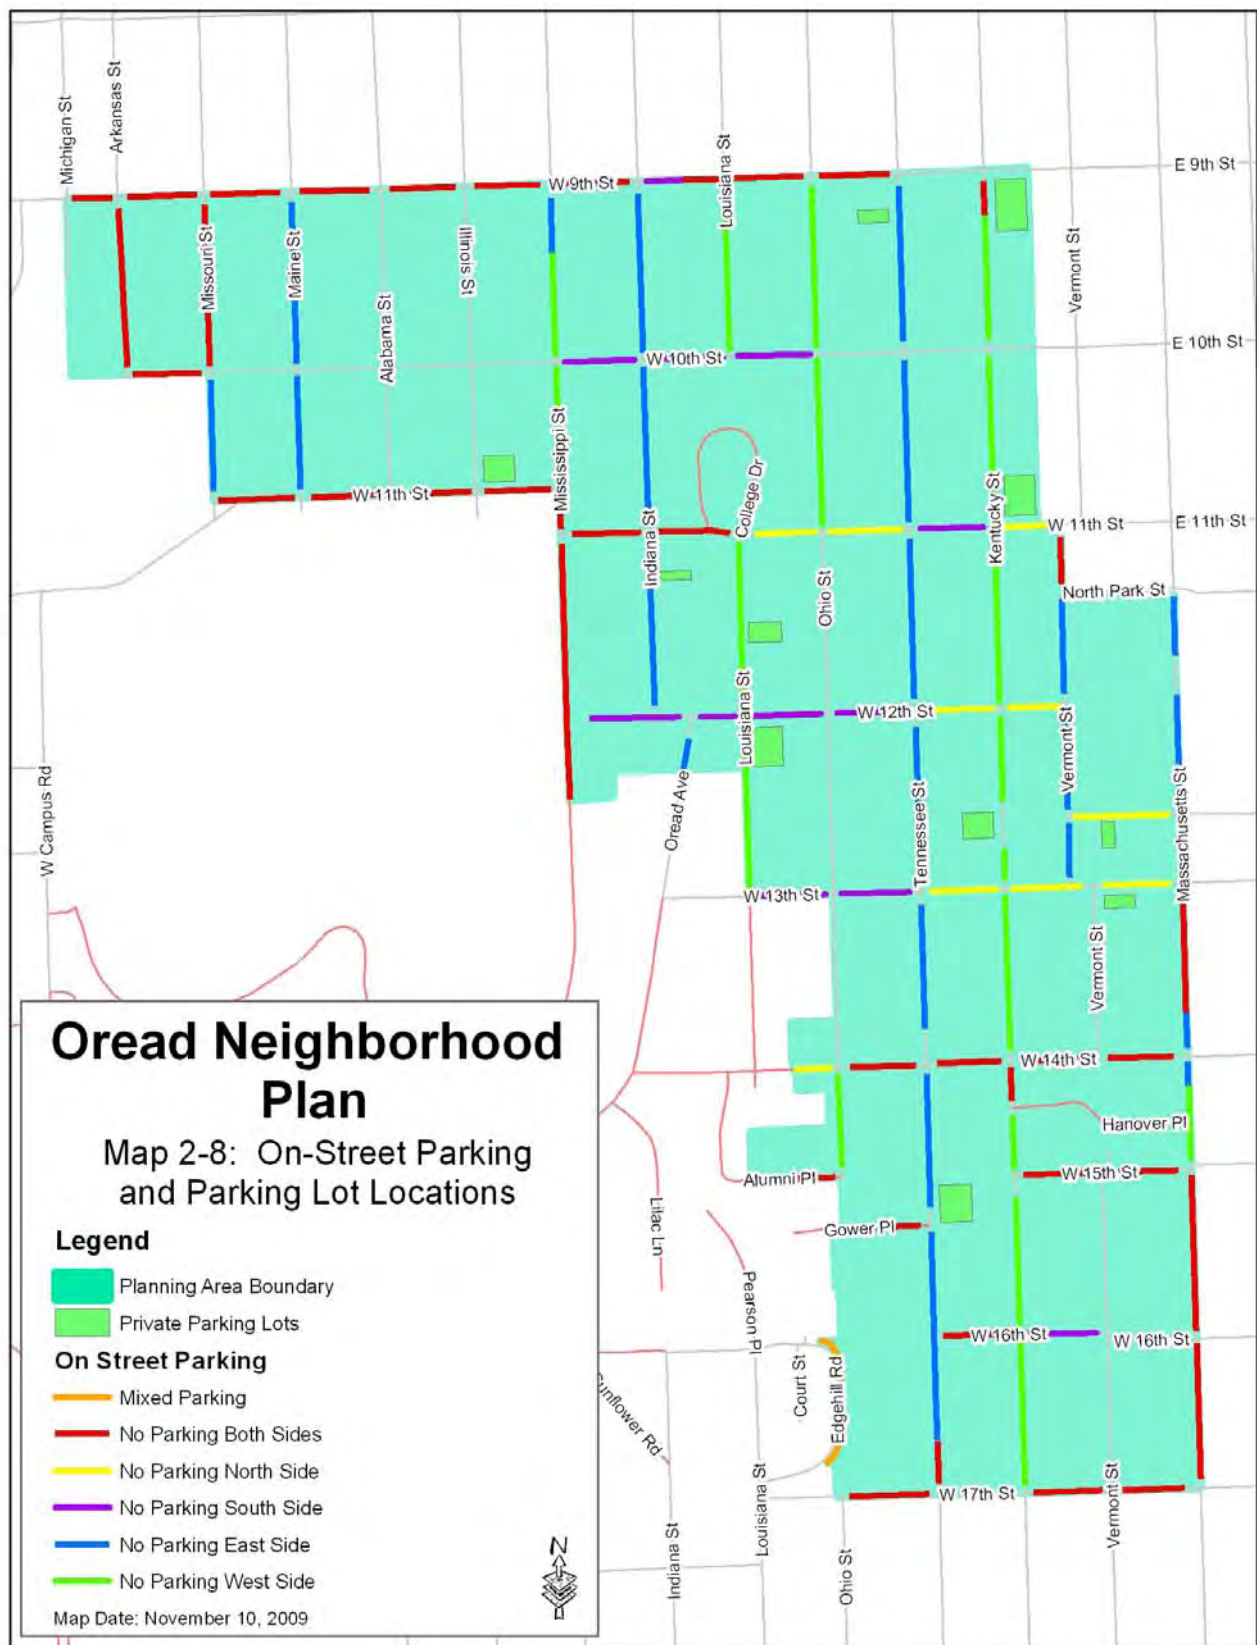 Michigan St
Arkansas St
Missouri St
Maine St
Alabama St
Illinois St
W 9th St
Louisiana St
E 9th St
Vermont St
W 10th St
E 10th St
Mississippi St
College Dr
Kentucky St
W 11th St
Indiana St
W 11th St
E 11th St
North Park St
Ohio St
W 12th St
Louisiana St
Vermont St
Massachusetts St
W Campus Rd
Oread Ave
Tennessee St
W 13th St
Vermont St
W 14th St
Hanover Pl
W 15th St
Alumni Pl
Lilac Ln
Gower Pl
Pearson Pl
W 16th St
W 16th St
Court St
Edgehill Rd
unflower Rd
Louisiana St
W 17th St
Vermont St
Indiana St
Ohio St
Oread Neighborhood
Plan
Map 2-8: On-Street Parking
and Parking Lot Locations
Legend
Planning Area Boundary
Private Parking Lots
On Street Parking
Mixed Parking
No Parking Both Sides
No Parking North Side
No Parking South Side
No Parking East Side
No Parking West Side
Map Date: November 10, 2009
N